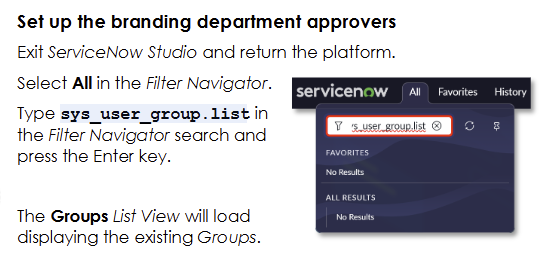 Set up the branding department approvers
Exit ServiceNow Studio and return the platform.
Select All in the Filter Navigator.
Type sys_user_group.list in
the Filter Navigator search and
press the Enter key.
The Groups List View will load
displaying the existing Groups.
servicenow All Favorites History
's_user_group.list
FAVORITES
No Results
ALL RESULTS
No Results